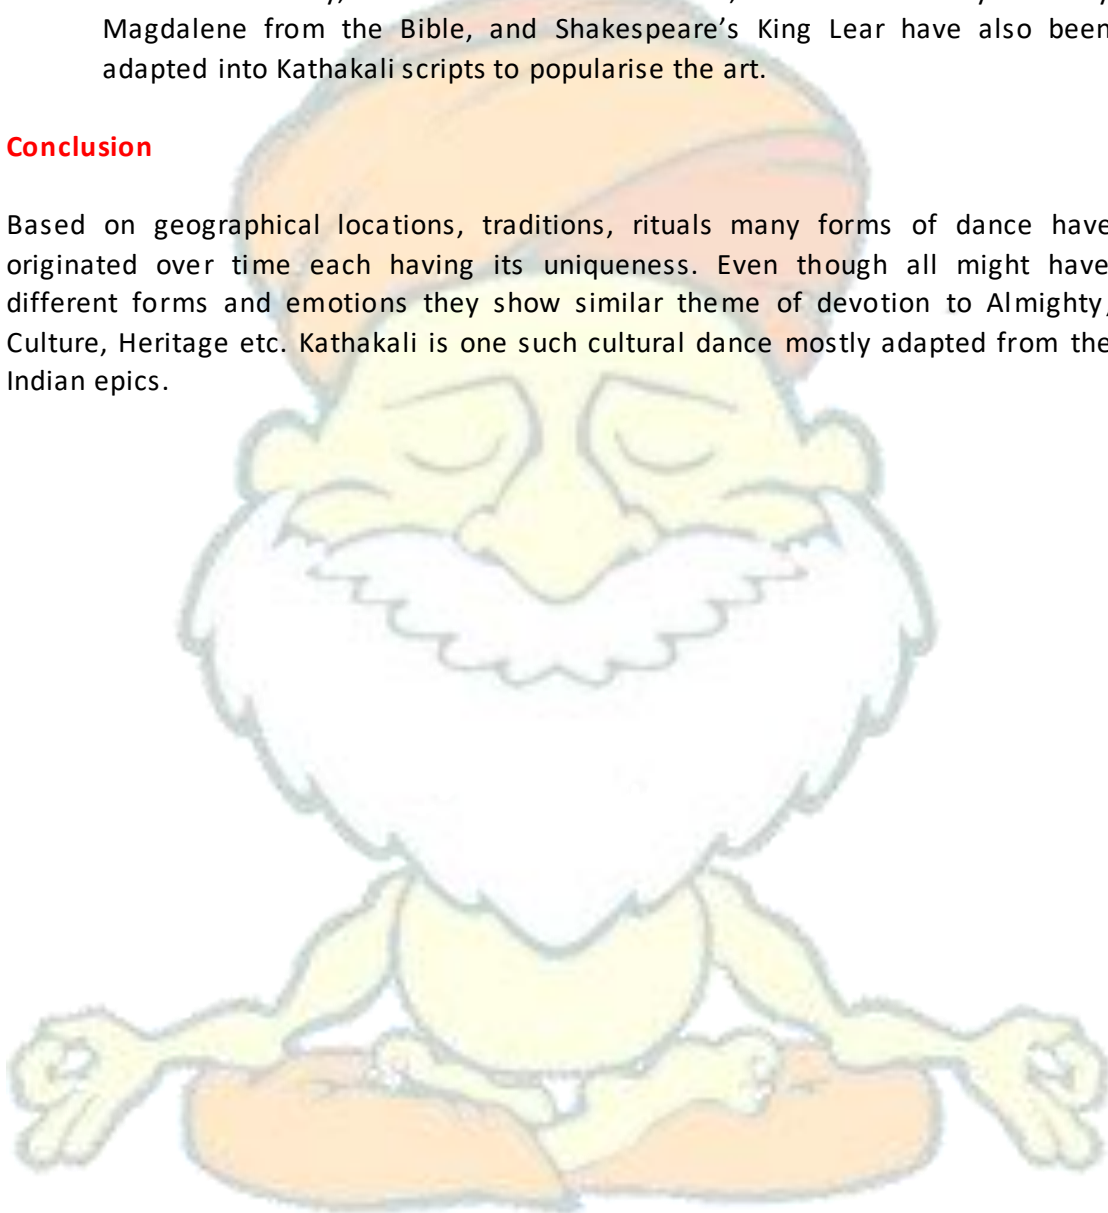 Magdalene from the Bible, and Shakespeare’s King Lear have also been
adapted into Kathakali scripts to popularise the art.
Conclusion
Based on geographical locations, traditions, rituals many forms of dance have
originated over time each having its uniqueness. Even though all might have
different forms and emotions they show similar theme of devotion to Almighty,
Culture, Heritage etc. Kathakali is one such cultural dance mostly adapted from the
Indian epics.